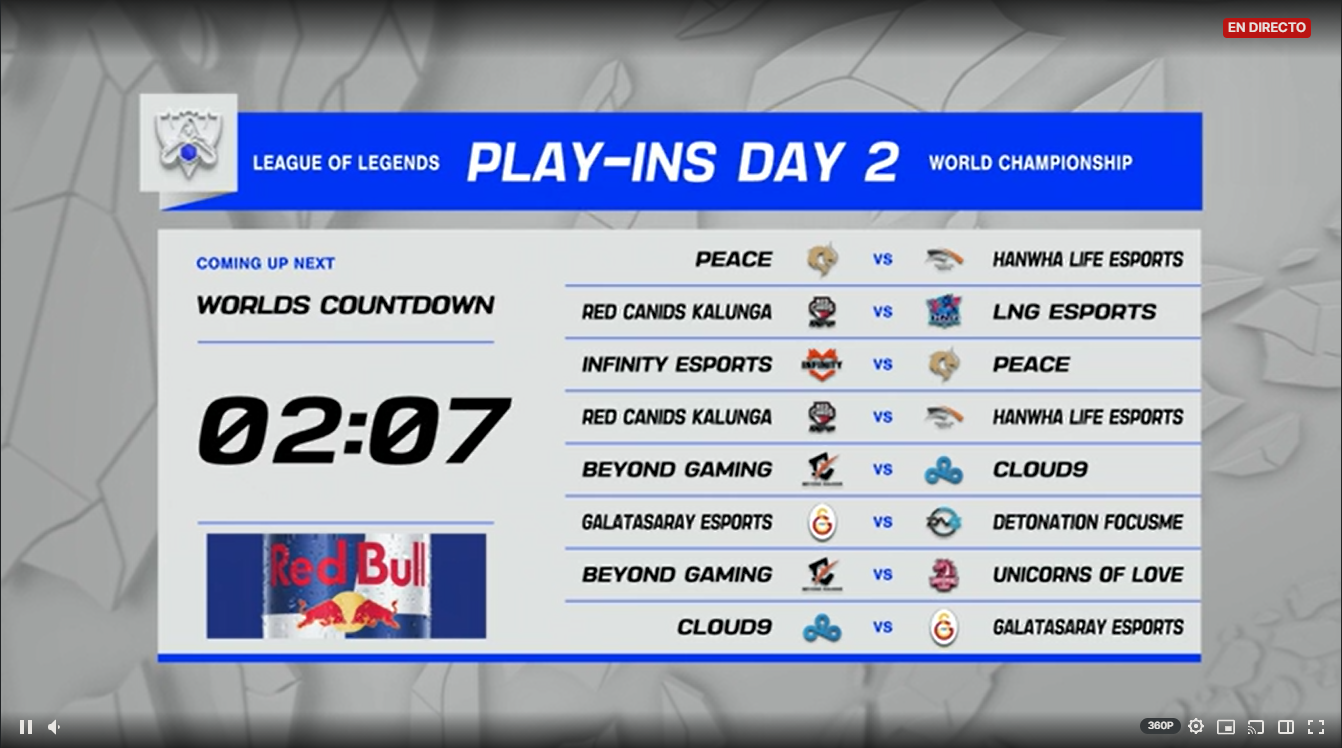 EN DIRECTO
LEAGUE OF LEGENDS PLAY-INS DAY 2 WORLD CHAMPIONSHIP
COMING UP NEXT
WORLDS COUNTDOWN
02:07
Red Bull
PEACE VS HANWHA LIFE ESPORTS
RED CANIDS KALUNGA VS LNG ESPORTS
INFINITY ESPORTS VS PEACE
RED CANIDS KALUNGA VS HANWHA LIFE ESPORTS
BEYOND GAMING VS CLOUD9
GALATASARAY ESPORTS VS DETONATION FOCUSME
BEYOND GAMING VS UNICORNS OF LOVE
CLOUD9 VS GALATASARAY ESPORTS
360P